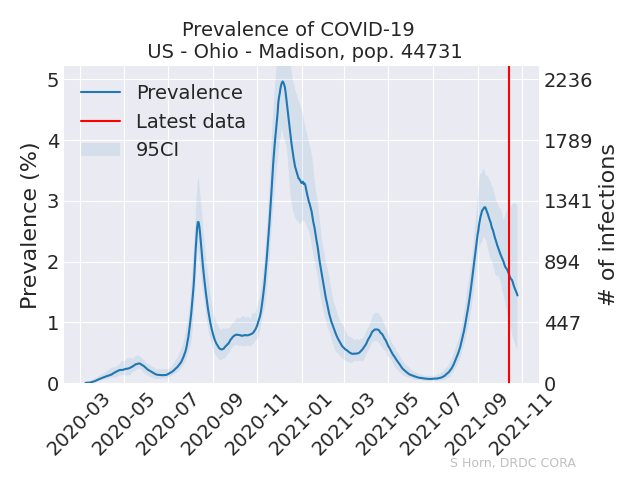 Prevalence of COVID-19
US - Ohio - Madison, pop. 44731
Prevalence
Latest data
95CI
Prevalence (%)
5
4
3
2
1
0
2236
1789
1341
894
447
0
# of infections
2020-03
2020-05
2020-07
2020-09
2020-11
2021-01
2021-03
2021-05
2021-07
2021-09
2021-11
S Horn, DRDC CORA